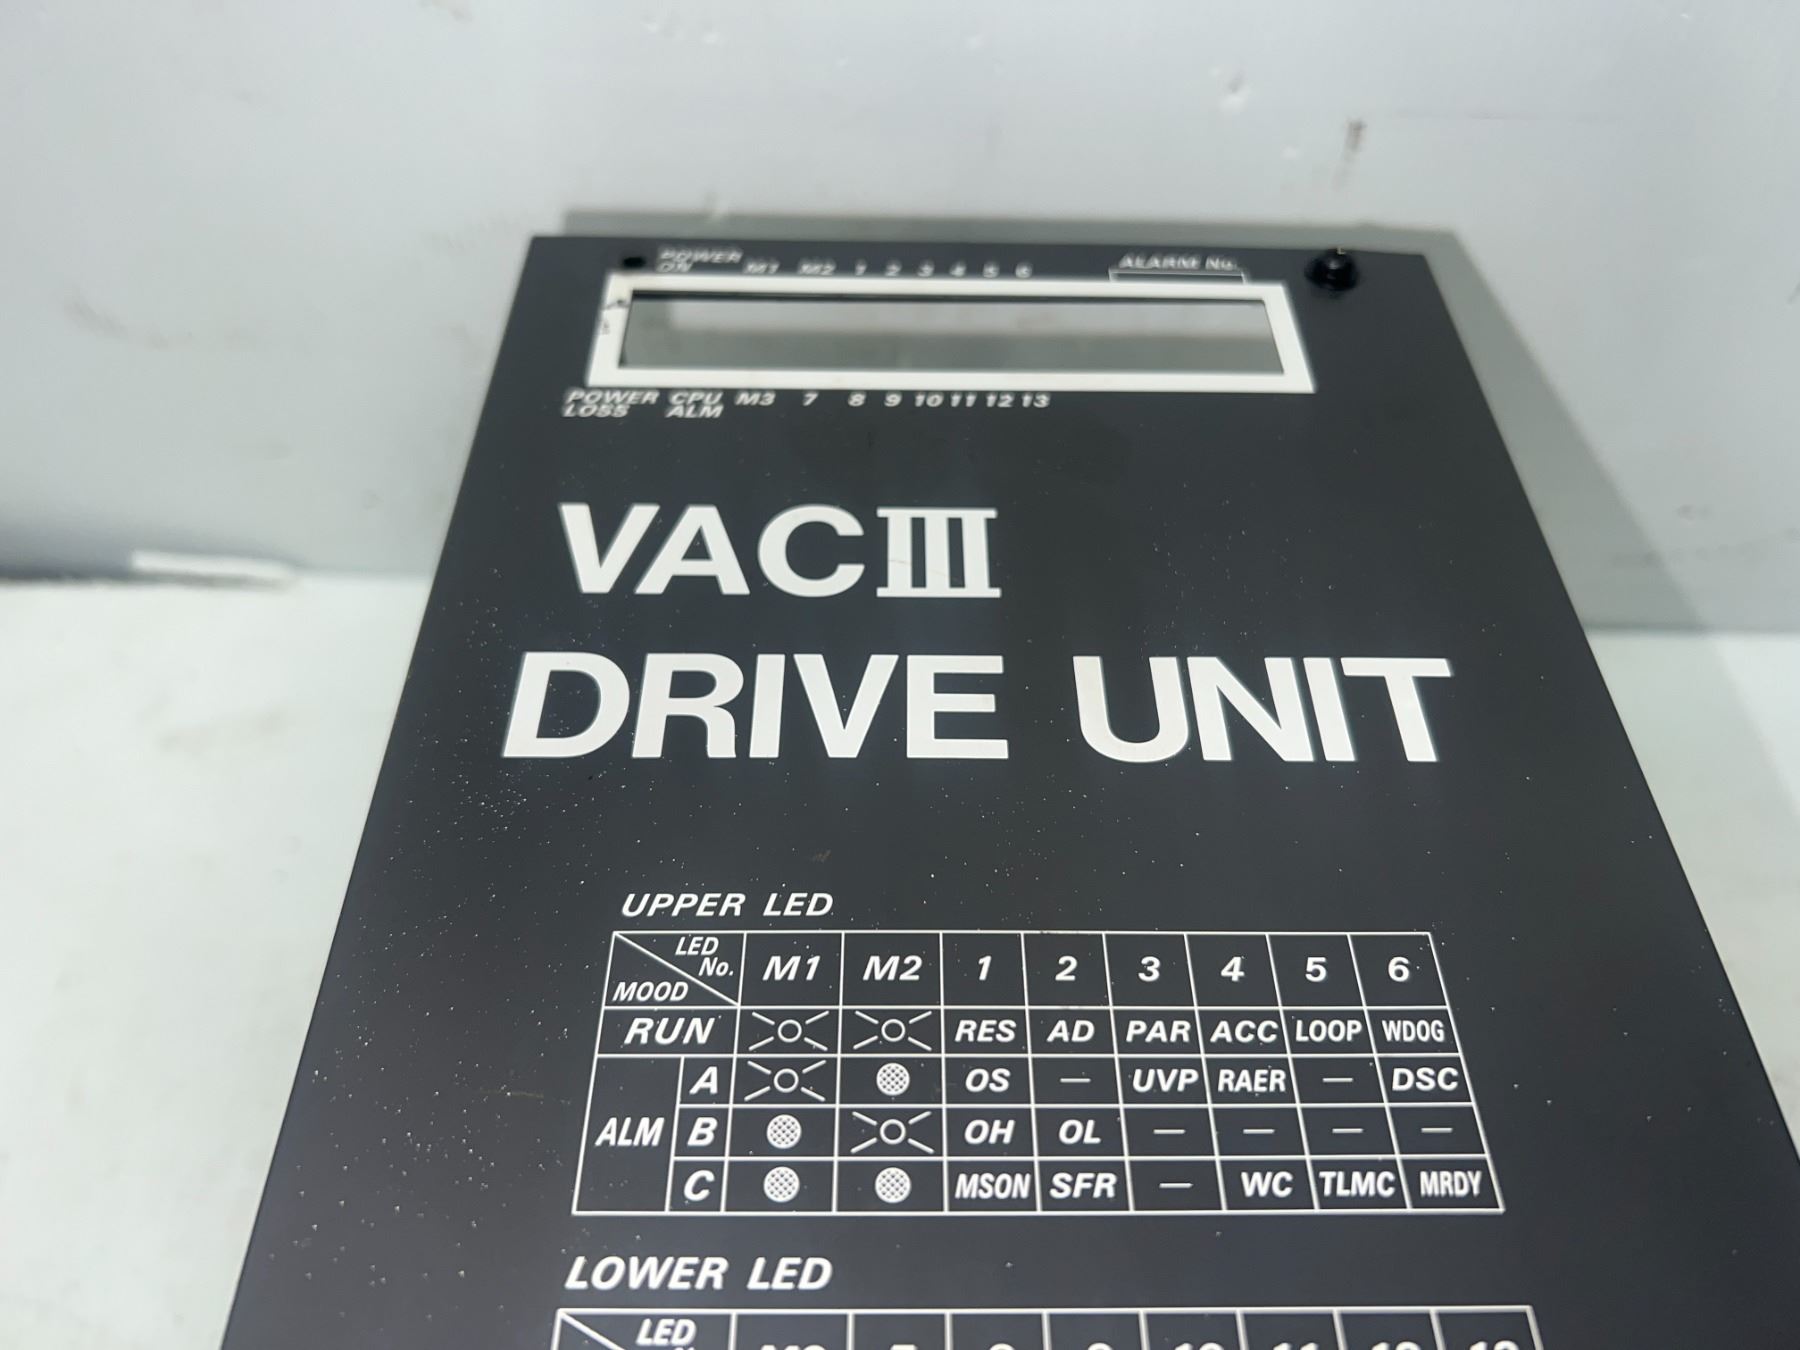 POWER ON M1 M2 1 2 3 4 5 6 ALARM No.
POWER LOSS CPU ALM M3 7 8 9 10 11 12 13
VACIII
DRIVE UNIT
UPPER LED
LED No. MOOD M1 M2 1 2 3 4 5 6
RUN RES AD PAR ACC LOOP WDOG
ALM
A OS — UVP RAER — DSC
B OH OL — — — —
C MSON SFR — WC TLMC MRDY
LOWER LED
LED